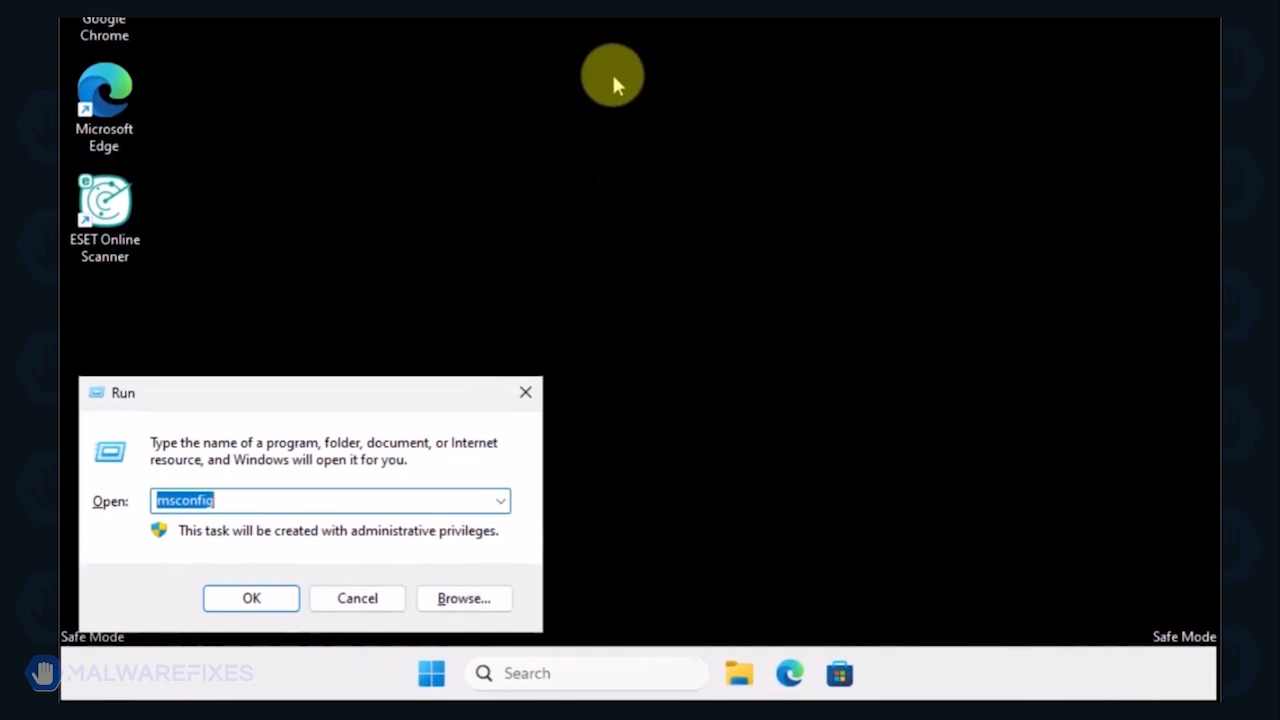 Google
Chrome
Microsoft
Edge
ESET Online
Scanner
Run
Type the name of a program, folder, document, or Internet
resource, and Windows will open it for you.
Open:
msconfig
This task will be created with administrative privileges.
OK
Cancel
Browse...
Safe Mode
Safe Mode
MALWAREFIXES
Search